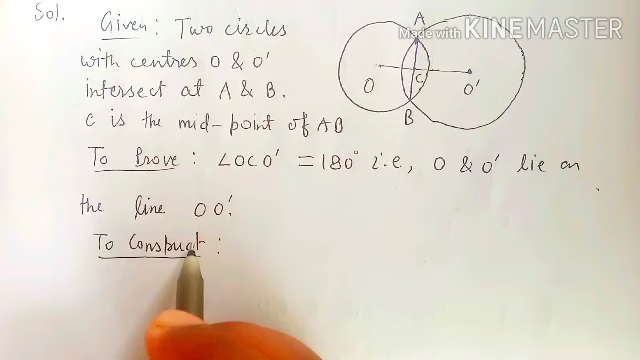 Sol.
Given: Two circles
with centres O & O'
intersect at A & B.
C is the mid-point of AB
To Prove: ∠OCO' = 180° i.e, O & O' lie on
the line OO'.
To Construct:
A
O
C
O'
B
Made with KINEMASTER